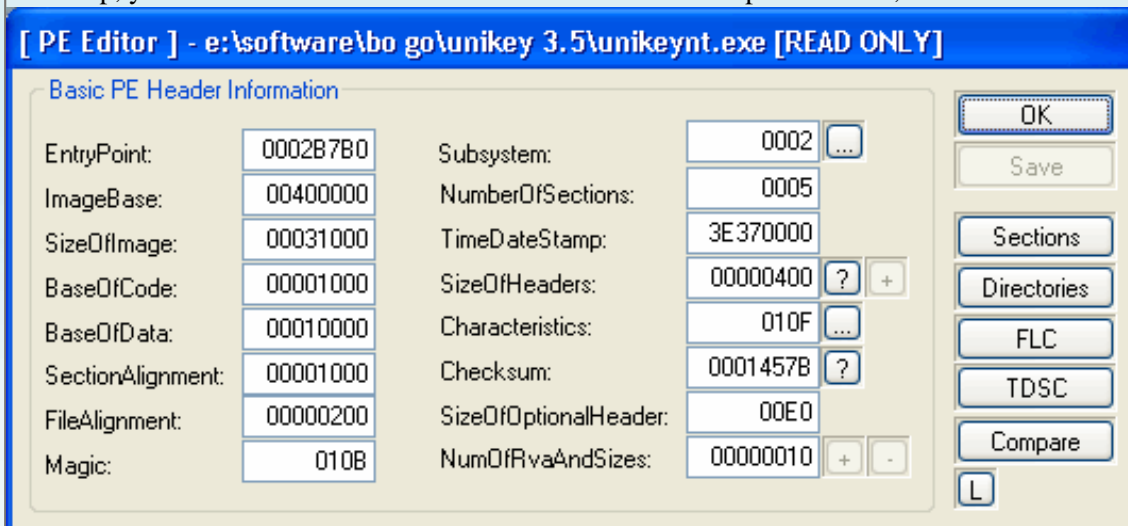 [ PE Editor ] - e:\software\bo go\unikey 3.5\unikeynt.exe [READ ONLY]
Basic PE Header Information
OK
EntryPoint: 0002B7B0 Subsystem: 0002 ...
Save
ImageBase: 00400000 NumberOfSections: 0005
SizeOfImage: 00031000 TimeDateStamp: 3E370000 Sections
BaseOfCode: 00001000 SizeOfHeaders: 00000400 ? + Directories
BaseOfData: 00010000 Characteristics: 010F ... FLC
SectionAlignment: 00001000 Checksum: 0001457B ? TDSC
FileAlignment: 00000200 SizeOfOptionalHeader: 00E0
Compare
Magic: 010B NumOfRvaAndSizes: 00000010 + -
L